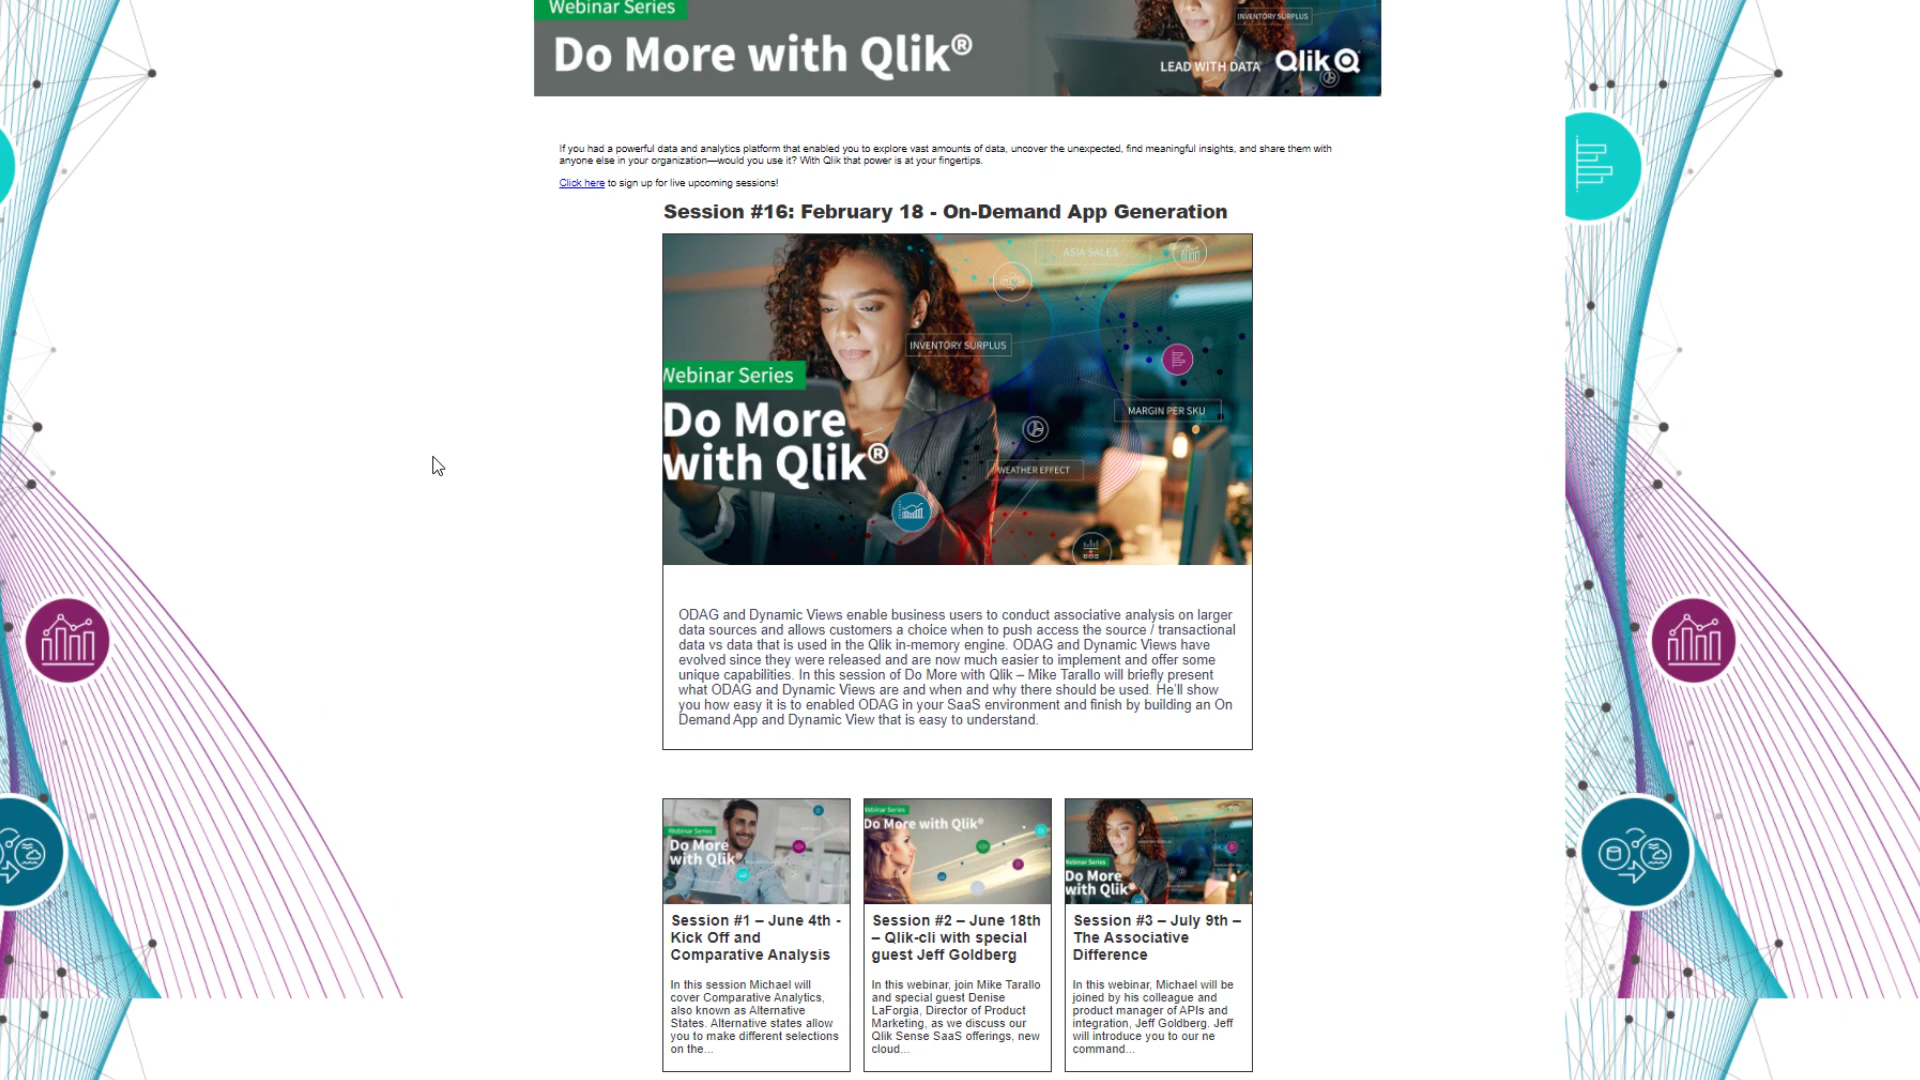 Webinar Series
Do More with Qlik®
INVENTORY SURPLUS
LEAD WITH DATA
Qlik
If you had a powerful data and analytics platform that enabled you to explore vast amounts of data, uncover the unexpected, find meaningful insights, and share them with
anyone else in your organization—would you use it? With Qlik that power is at your fingertips.
Click here to sign up for live upcoming sessions!
Session #16: February 18 - On-Demand App Generation
ASIA SALES
INVENTORY SURPLUS
Webinar Series
MARGIN PER SKU
Do More
with Qlik®
WEATHER EFFECT
ODAG and Dynamic Views enable business users to conduct associative analysis on larger
data sources and allows customers a choice when to push access the source / transactional
data vs data that is used in the Qlik in-memory engine. ODAG and Dynamic Views have
evolved since they were released and are now much easier to implement and offer some
unique capabilities. In this session of Do More with Qlik – Mike Tarallo will briefly present
what ODAG and Dynamic Views are and when and why there should be used. He'll show
you how easy it is to enabled ODAG in your SaaS environment and finish by building an On
Demand App and Dynamic View that is easy to understand.
Webinar Series
Do More
with Qlik®
Session #1 – June 4th -
Kick Off and
Comparative Analysis
In this session Michael will
cover Comparative Analytics,
also known as Alternative
States. Alternative states allow
you to make different selections
on the...
Webinar Series
Do More with Qlik®
Session #2 – June 18th
– Qlik-cli with special
guest Jeff Goldberg
In this webinar, join Mike Tarallo
and special guest Denise
LaForgia, Director of Product
Marketing, as we discuss our
Qlik Sense SaaS offerings, new
cloud...
Webinar Series
Do More
with Qlik®
Session #3 – July 9th –
The Associative
Difference
In this webinar, Michael will be
joined by his colleague and
product manager of APIs and
integration, Jeff Goldberg. Jeff
will introduce you to our ne
command...